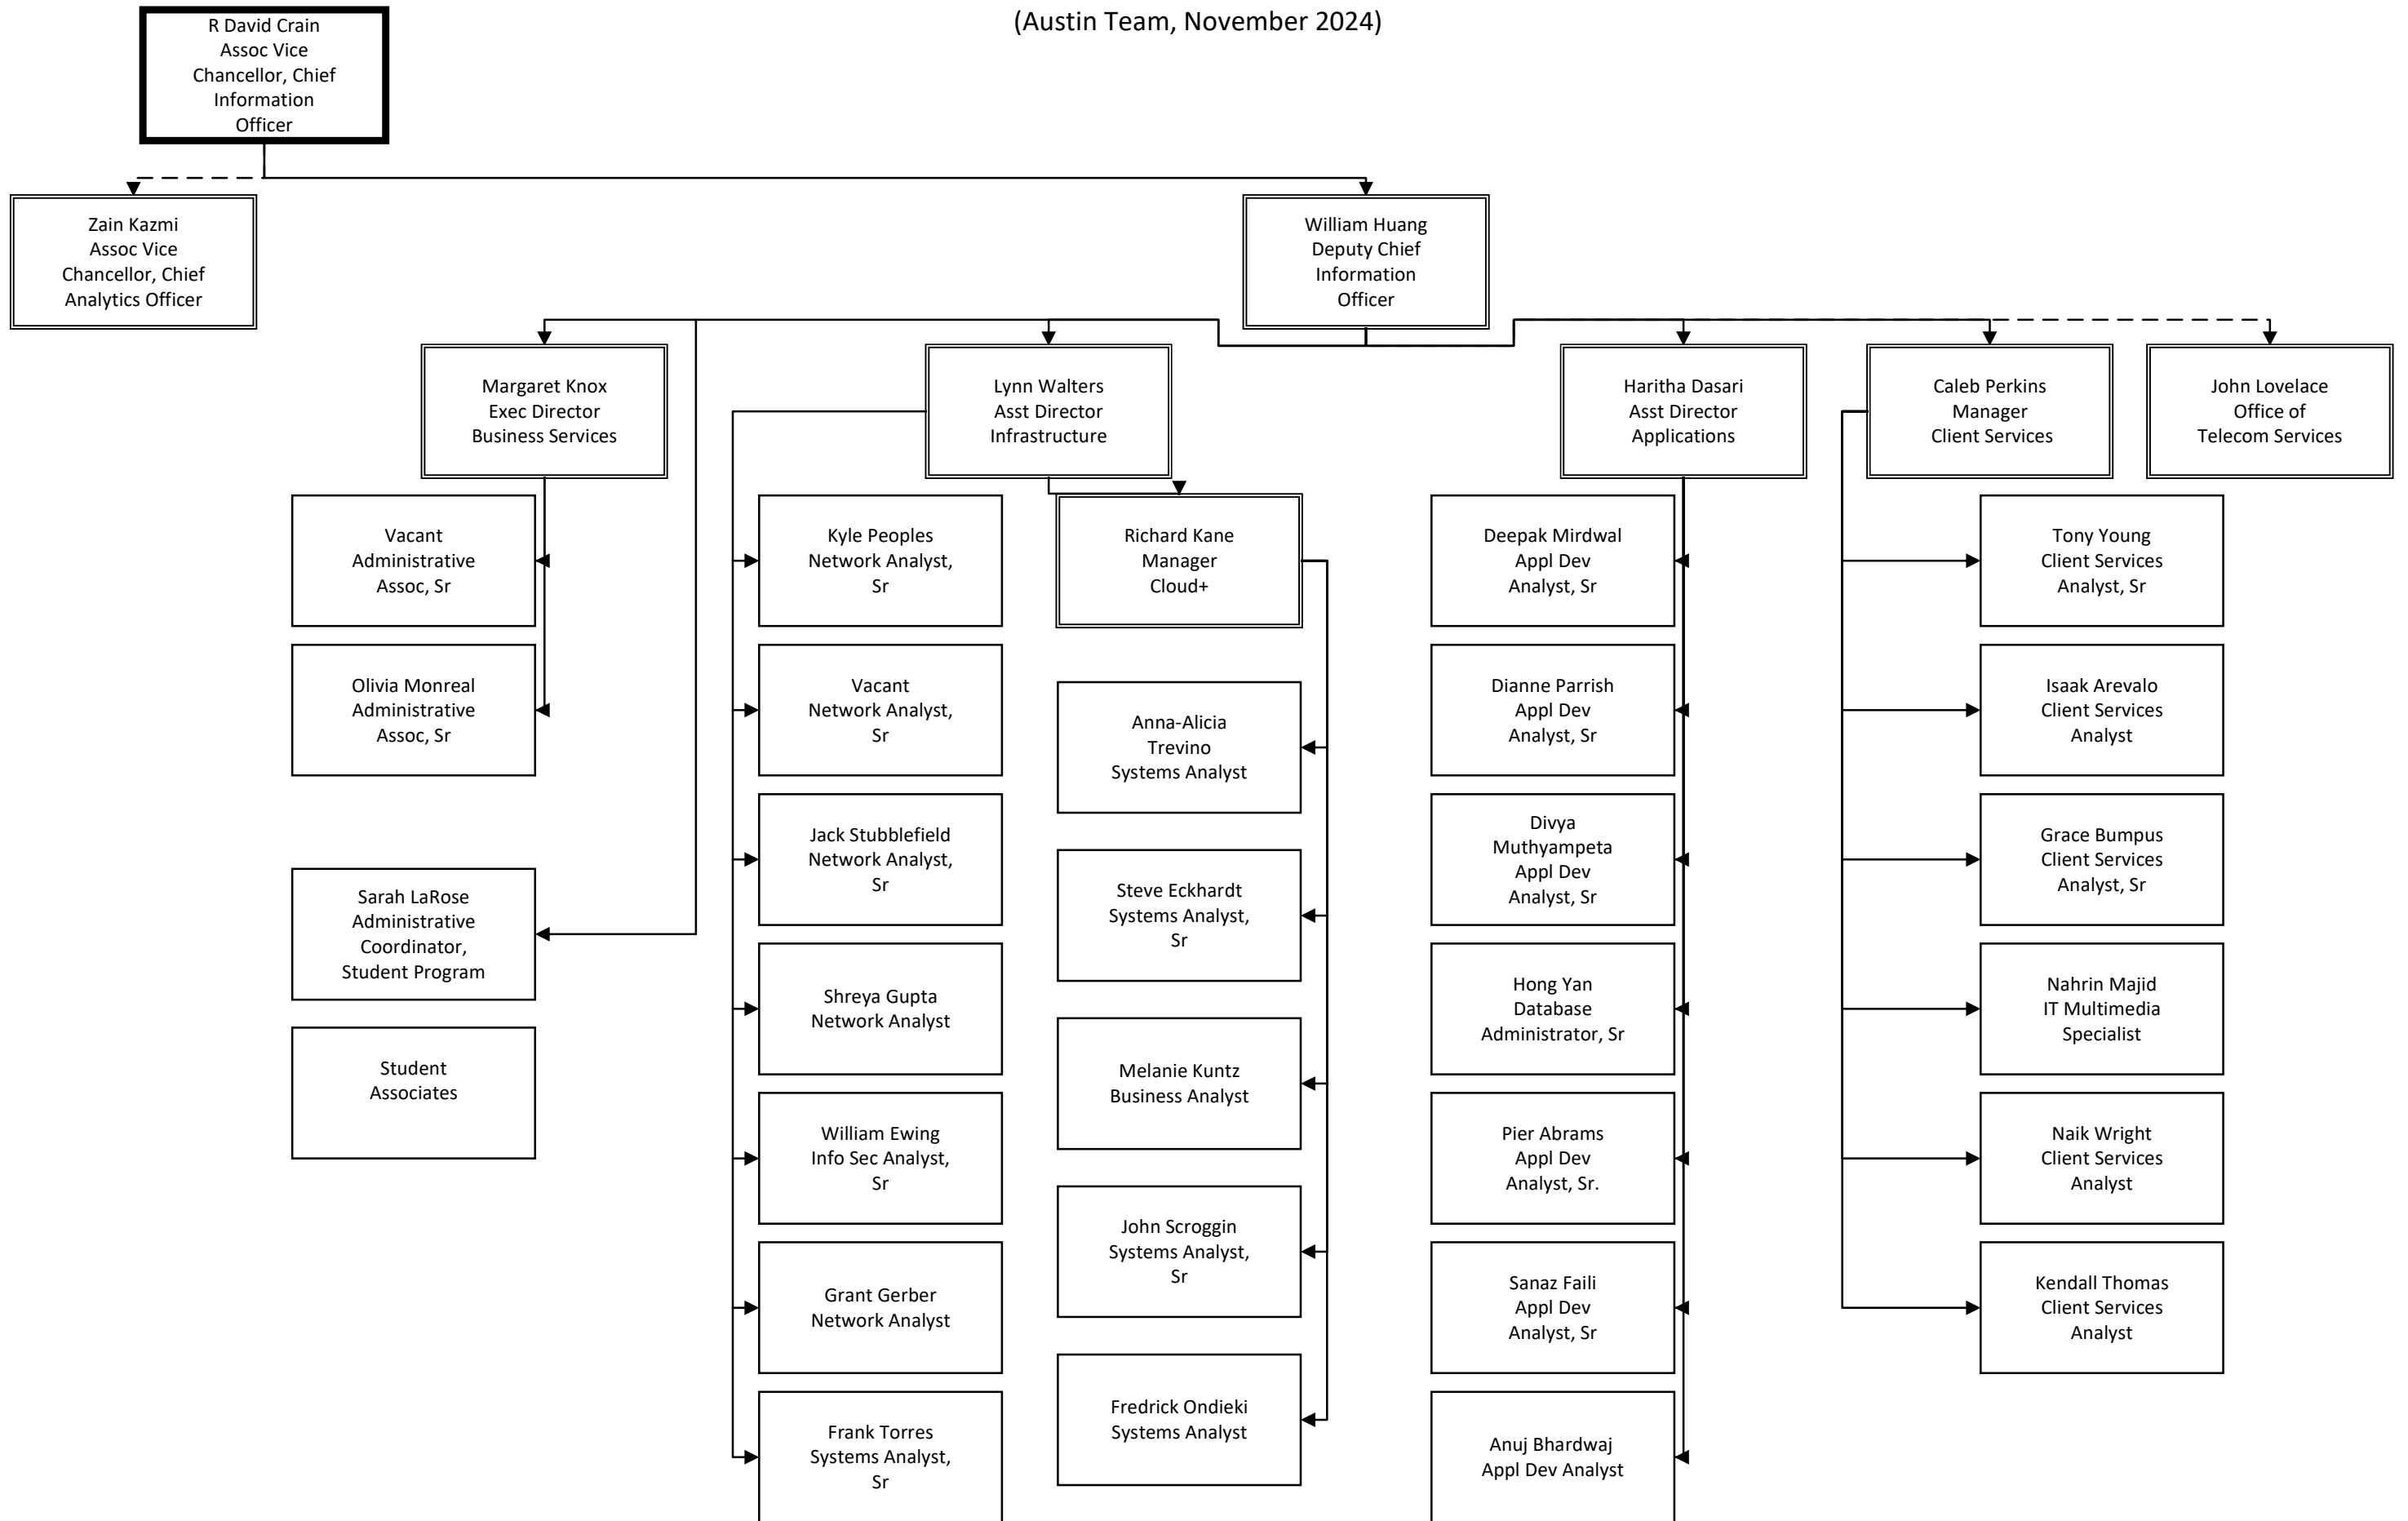 (Austin Team, November 2024)
R David Crain
Assoc Vice
Chancellor, Chief
Information
Officer
Zain Kazmi
Assoc Vice
Chancellor, Chief
Analytics Officer
William Huang
Deputy Chief
Information
Officer
Margaret Knox
Exec Director
Business Services
Lynn Walters
Asst Director
Infrastructure
Haritha Dasari
Asst Director
Applications
Caleb Perkins
Manager
Client Services
John Lovelace
Office of
Telecom Services
Vacant
Administrative
Assoc, Sr
Olivia Monreal
Administrative
Assoc, Sr
Sarah LaRose
Administrative
Coordinator,
Student Program
Student
Associates
Kyle Peoples
Network Analyst,
Sr
Vacant
Network Analyst,
Sr
Jack Stubblefield
Network Analyst,
Sr
Shreya Gupta
Network Analyst
William Ewing
Info Sec Analyst,
Sr
Grant Gerber
Network Analyst
Frank Torres
Systems Analyst,
Sr
Richard Kane
Manager
Cloud+
Anna-Alicia
Trevino
Systems Analyst
Steve Eckhardt
Systems Analyst,
Sr
Melanie Kuntz
Business Analyst
John Scroggin
Systems Analyst,
Sr
Fredrick Ondieki
Systems Analyst
Deepak Mirdwal
Appl Dev
Analyst, Sr
Dianne Parrish
Appl Dev
Analyst, Sr
Divya
Muthyampeta
Appl Dev
Analyst, Sr
Hong Yan
Database
Administrator, Sr
Pier Abrams
Appl Dev
Analyst, Sr.
Sanaz Faili
Appl Dev
Analyst, Sr
Anuj Bhardwaj
Appl Dev Analyst
Tony Young
Client Services
Analyst, Sr
Isaak Arevalo
Client Services
Analyst
Grace Bumpus
Client Services
Analyst, Sr
Nahrin Majid
IT Multimedia
Specialist
Naik Wright
Client Services
Analyst
Kendall Thomas
Client Services
Analyst